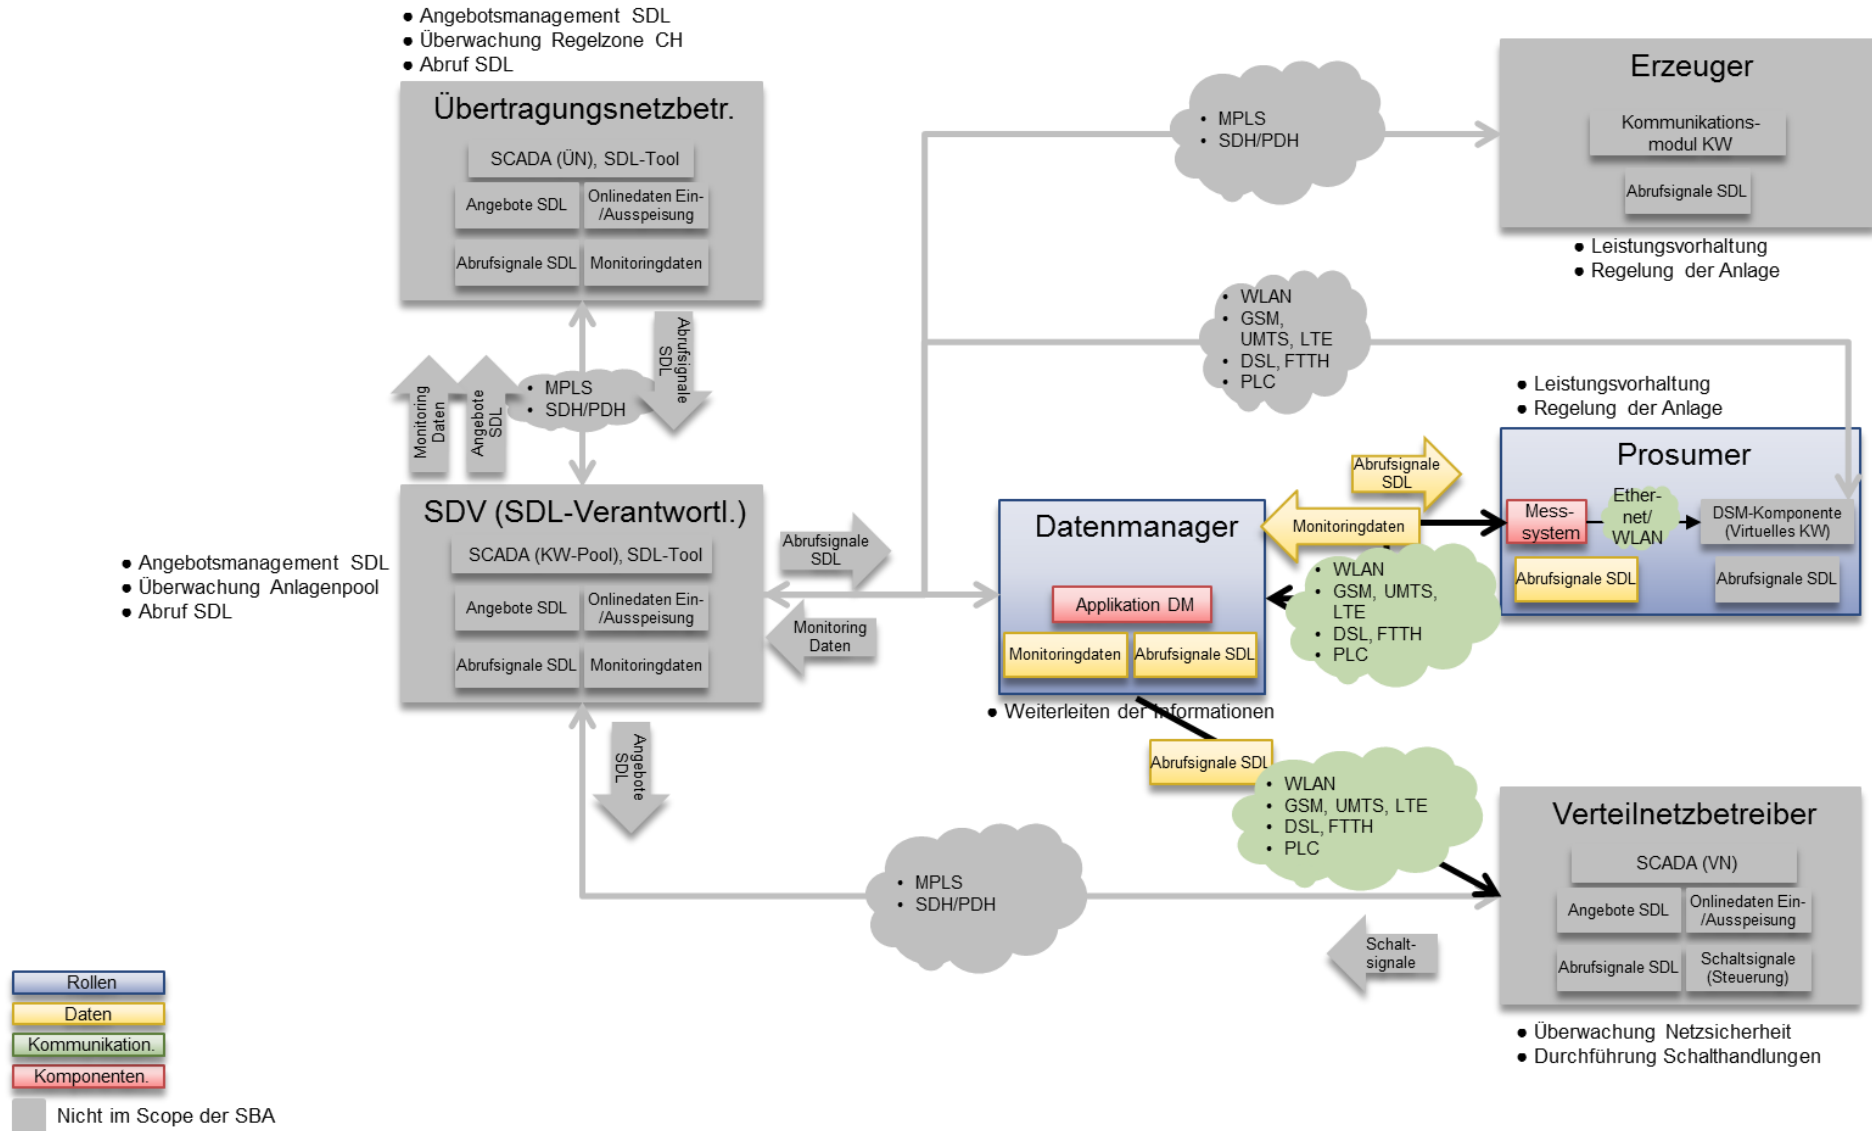 ● Angebotsmanagement SDL
● Überwachung Regelzone CH
● Abruf SDL
Übertragungsnetzbetr.
SCADA (ÜN), SDL-Tool
Angebote SDL
Onlinedaten Ein-
/Ausspeisung
Abrufsignale SDL
Monitoringdaten
• MPLS
• SDH/PDH
Erzeuger
Kommunikations-
modul KW
Abrufsignale SDL
● Leistungsvorhaltung
● Regelung der Anlage
• WLAN
• GSM,
UMTS, LTE
• DSL, FTTH
• PLC
Monitoring
Daten
Angebote
SDL
• MPLS
• SDH/PDH
Abrufsignale
SDL
● Leistungsvorhaltung
● Regelung der Anlage
Prosumer
Mess-
system
Ether-
net/
WLAN
DSM-Komponente
(Virtuelles KW)
Abrufsignale SDL
Abrufsignale SDL
Abrufsignale
SDL
Monitoringdaten
SDV (SDL-Verantwortl.)
SCADA (KW-Pool), SDL-Tool
Angebote SDL
Onlinedaten Ein-
/Ausspeisung
Abrufsignale SDL
Monitoringdaten
● Angebotsmanagement SDL
● Überwachung Anlagenpool
● Abruf SDL
Abrufsignale
SDL
Monitoring
Daten
Datenmanager
Applikation DM
Monitoringdaten
Abrufsignale SDL
● Weiterleiten der Informationen
• WLAN
• GSM, UMTS,
LTE
• DSL, FTTH
• PLC
Angebote
SDL
Abrufsignale SDL
• WLAN
• GSM, UMTS, LTE
• DSL, FTTH
• PLC
• MPLS
• SDH/PDH
Verteilnetzbetreiber
SCADA (VN)
Angebote SDL
Onlinedaten Ein-
/Ausspeisung
Abrufsignale SDL
Schaltsignale
(Steuerung)
Schalt-
signale
● Überwachung Netzsicherheit
● Durchführung Schalthandlungen
Rollen
Daten
Kommunikation.
Komponenten.
Nicht im Scope der SBA